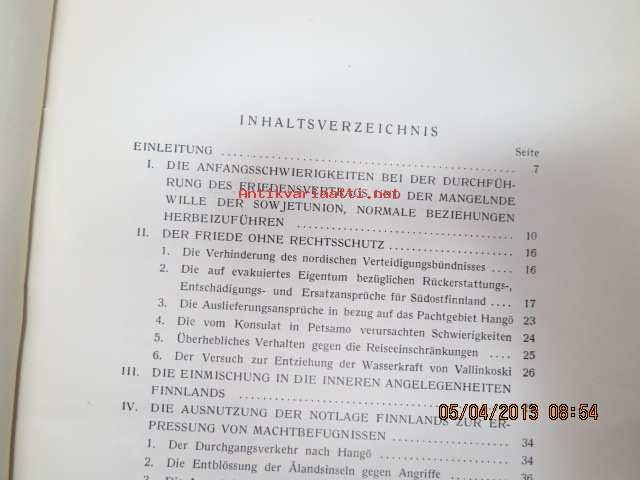 INHALTSVERZEICHNIS
Seite
EINLEITUNG .................................................. 7
I. DIE ANFANGSSCHWIERIGKEITEN BEI DER DURCHFÜH-
RUNG DES FRIEDENSVERTRAGS UND DER MANGELNDE
WILLE DER SOWJETUNION, NORMALE BEZIEHUNGEN
HERBEIZUFÜHREN .................................. 10
II. DER FRIEDE OHNE RECHTSSCHUTZ .................... 16
1. Die Verhinderung des nordischen Verteidigungsbündnisses .... 16
2. Die auf evakuiertes Eigentum bezüglichen Rückerstattungs-,
Entschädigungs- und Ersatzansprüche für Südostfinnland .... 17
3. Die Auslieferungsansprüche in bezug auf das Pachtgebiet Hangö 23
4. Die vom Konsulat in Petsamo verursachten Schwierigkeiten 24
5. Überhebliches Verhalten gegen die Reiseeinschränkungen .... 25
6. Der Versuch zur Entziehung der Wasserkraft von Vallinkoski 26
III. DIE EINMISCHUNG IN DIE INNEREN ANGELEGENHEITEN
FINNLANDS ..................................
IV. DIE AUSNUTZUNG DER NOTLAGE FINNLANDS ZUR ER-
PRESSUNG VON MACHTBEFUGNISSEN .................... 34
1. Der Durchgangsverkehr nach Hangö .................... 34
2. Die Entblössung der Ålandsinseln gegen Angriffe .......... 36
Antikvariaatti.net
05/04/2013 08:54